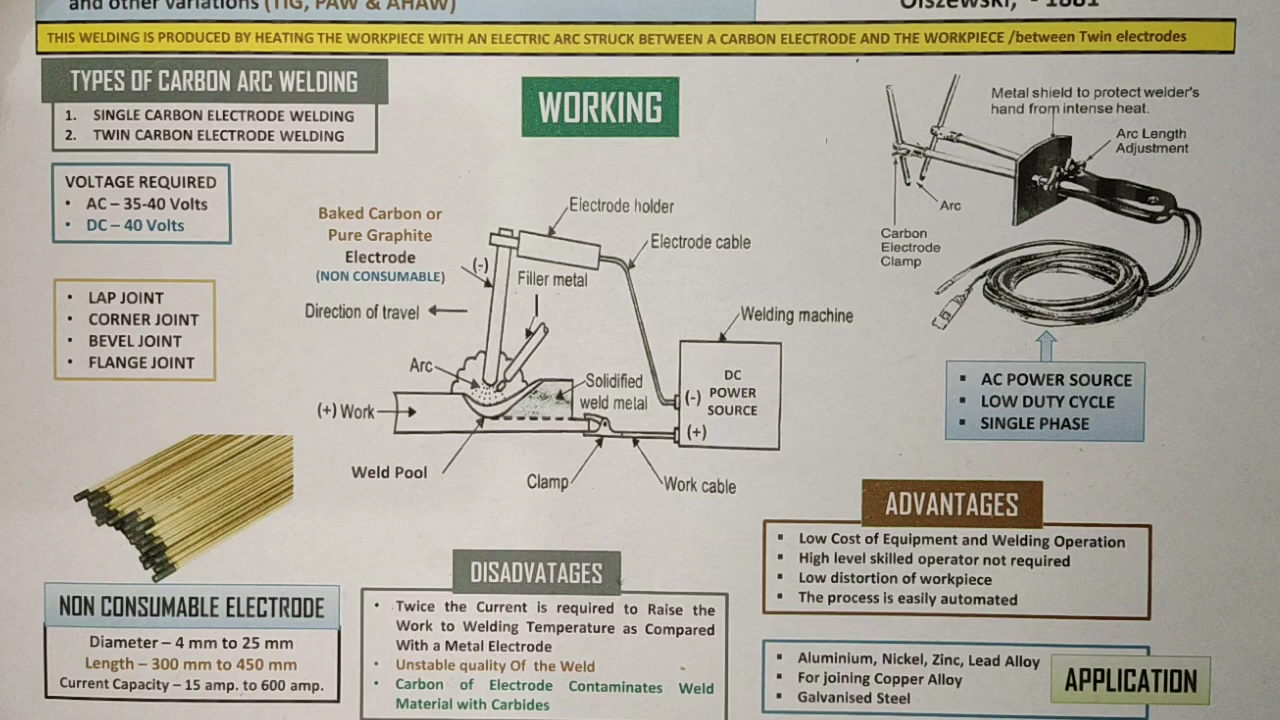 and other variations (TIG, PAW & AHAW)
Olszewski, - 1881
THIS WELDING IS PRODUCED BY HEATING THE WORKPIECE WITH AN ELECTRIC ARC STRUCK BETWEEN A CARBON ELECTRODE AND THE WORKPIECE /between Twin electrodes
TYPES OF CARBON ARC WELDING
1. SINGLE CARBON ELECTRODE WELDING
2. TWIN CARBON ELECTRODE WELDING
VOLTAGE REQUIRED
• AC – 35-40 Volts
• DC – 40 Volts
• LAP JOINT
• CORNER JOINT
• BEVEL JOINT
• FLANGE JOINT
WORKING
Baked Carbon or
Pure Graphite
Electrode
(NON CONSUMABLE)
(-)
Electrode holder
Electrode cable
Filler metal
Direction of travel
Welding machine
Arc
Solidified
weld metal
DC
POWER
SOURCE
(-)
(+)
(+) Work
Weld Pool
Clamp
Work cable
Metal shield to protect welder's
hand from intense heat.
Arc Length
Adjustment
Arc
Carbon
Electrode
Clamp
▪ AC POWER SOURCE
▪ LOW DUTY CYCLE
▪ SINGLE PHASE
NON CONSUMABLE ELECTRODE
Diameter – 4 mm to 25 mm
Length – 300 mm to 450 mm
Current Capacity – 15 amp. to 600 amp.
DISADVATAGES
• Twice the Current is required to Raise the
Work to Welding Temperature as Compared
With a Metal Electrode
• Unstable quality Of the Weld
• Carbon of Electrode Contaminates Weld
Material with Carbides
ADVANTAGES
▪ Low Cost of Equipment and Welding Operation
▪ High level skilled operator not required
▪ Low distortion of workpiece
▪ The process is easily automated
▪ Aluminium, Nickel, Zinc, Lead Alloy
▪ For joining Copper Alloy
▪ Galvanised Steel
APPLICATION